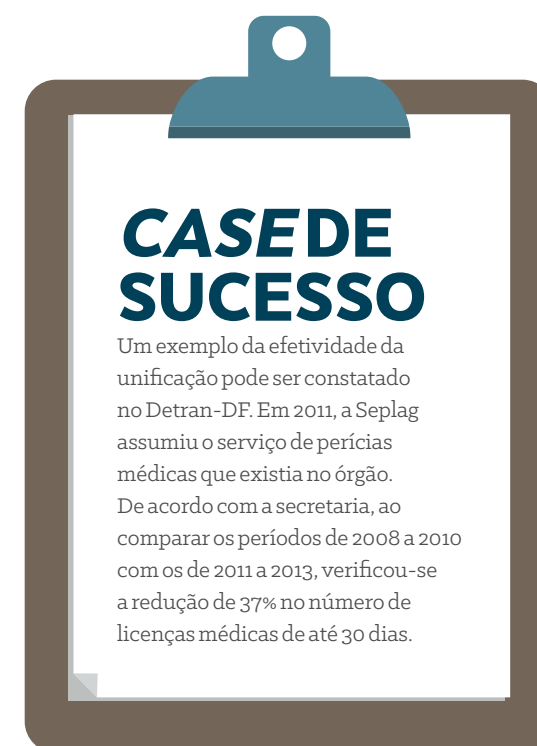 CASE DE
SUCESSO
Um exemplo da efetividade da
unificação pode ser constatado
no Detran-DF. Em 2011, a Seplag
assumiu o serviço de perícias
médicas que existia no órgão.
De acordo com a secretaria, ao
comparar os períodos de 2008 a 2010
com os de 2011 a 2013, verificou-se
a redução de 37% no número de
licenças médicas de até 30 dias.